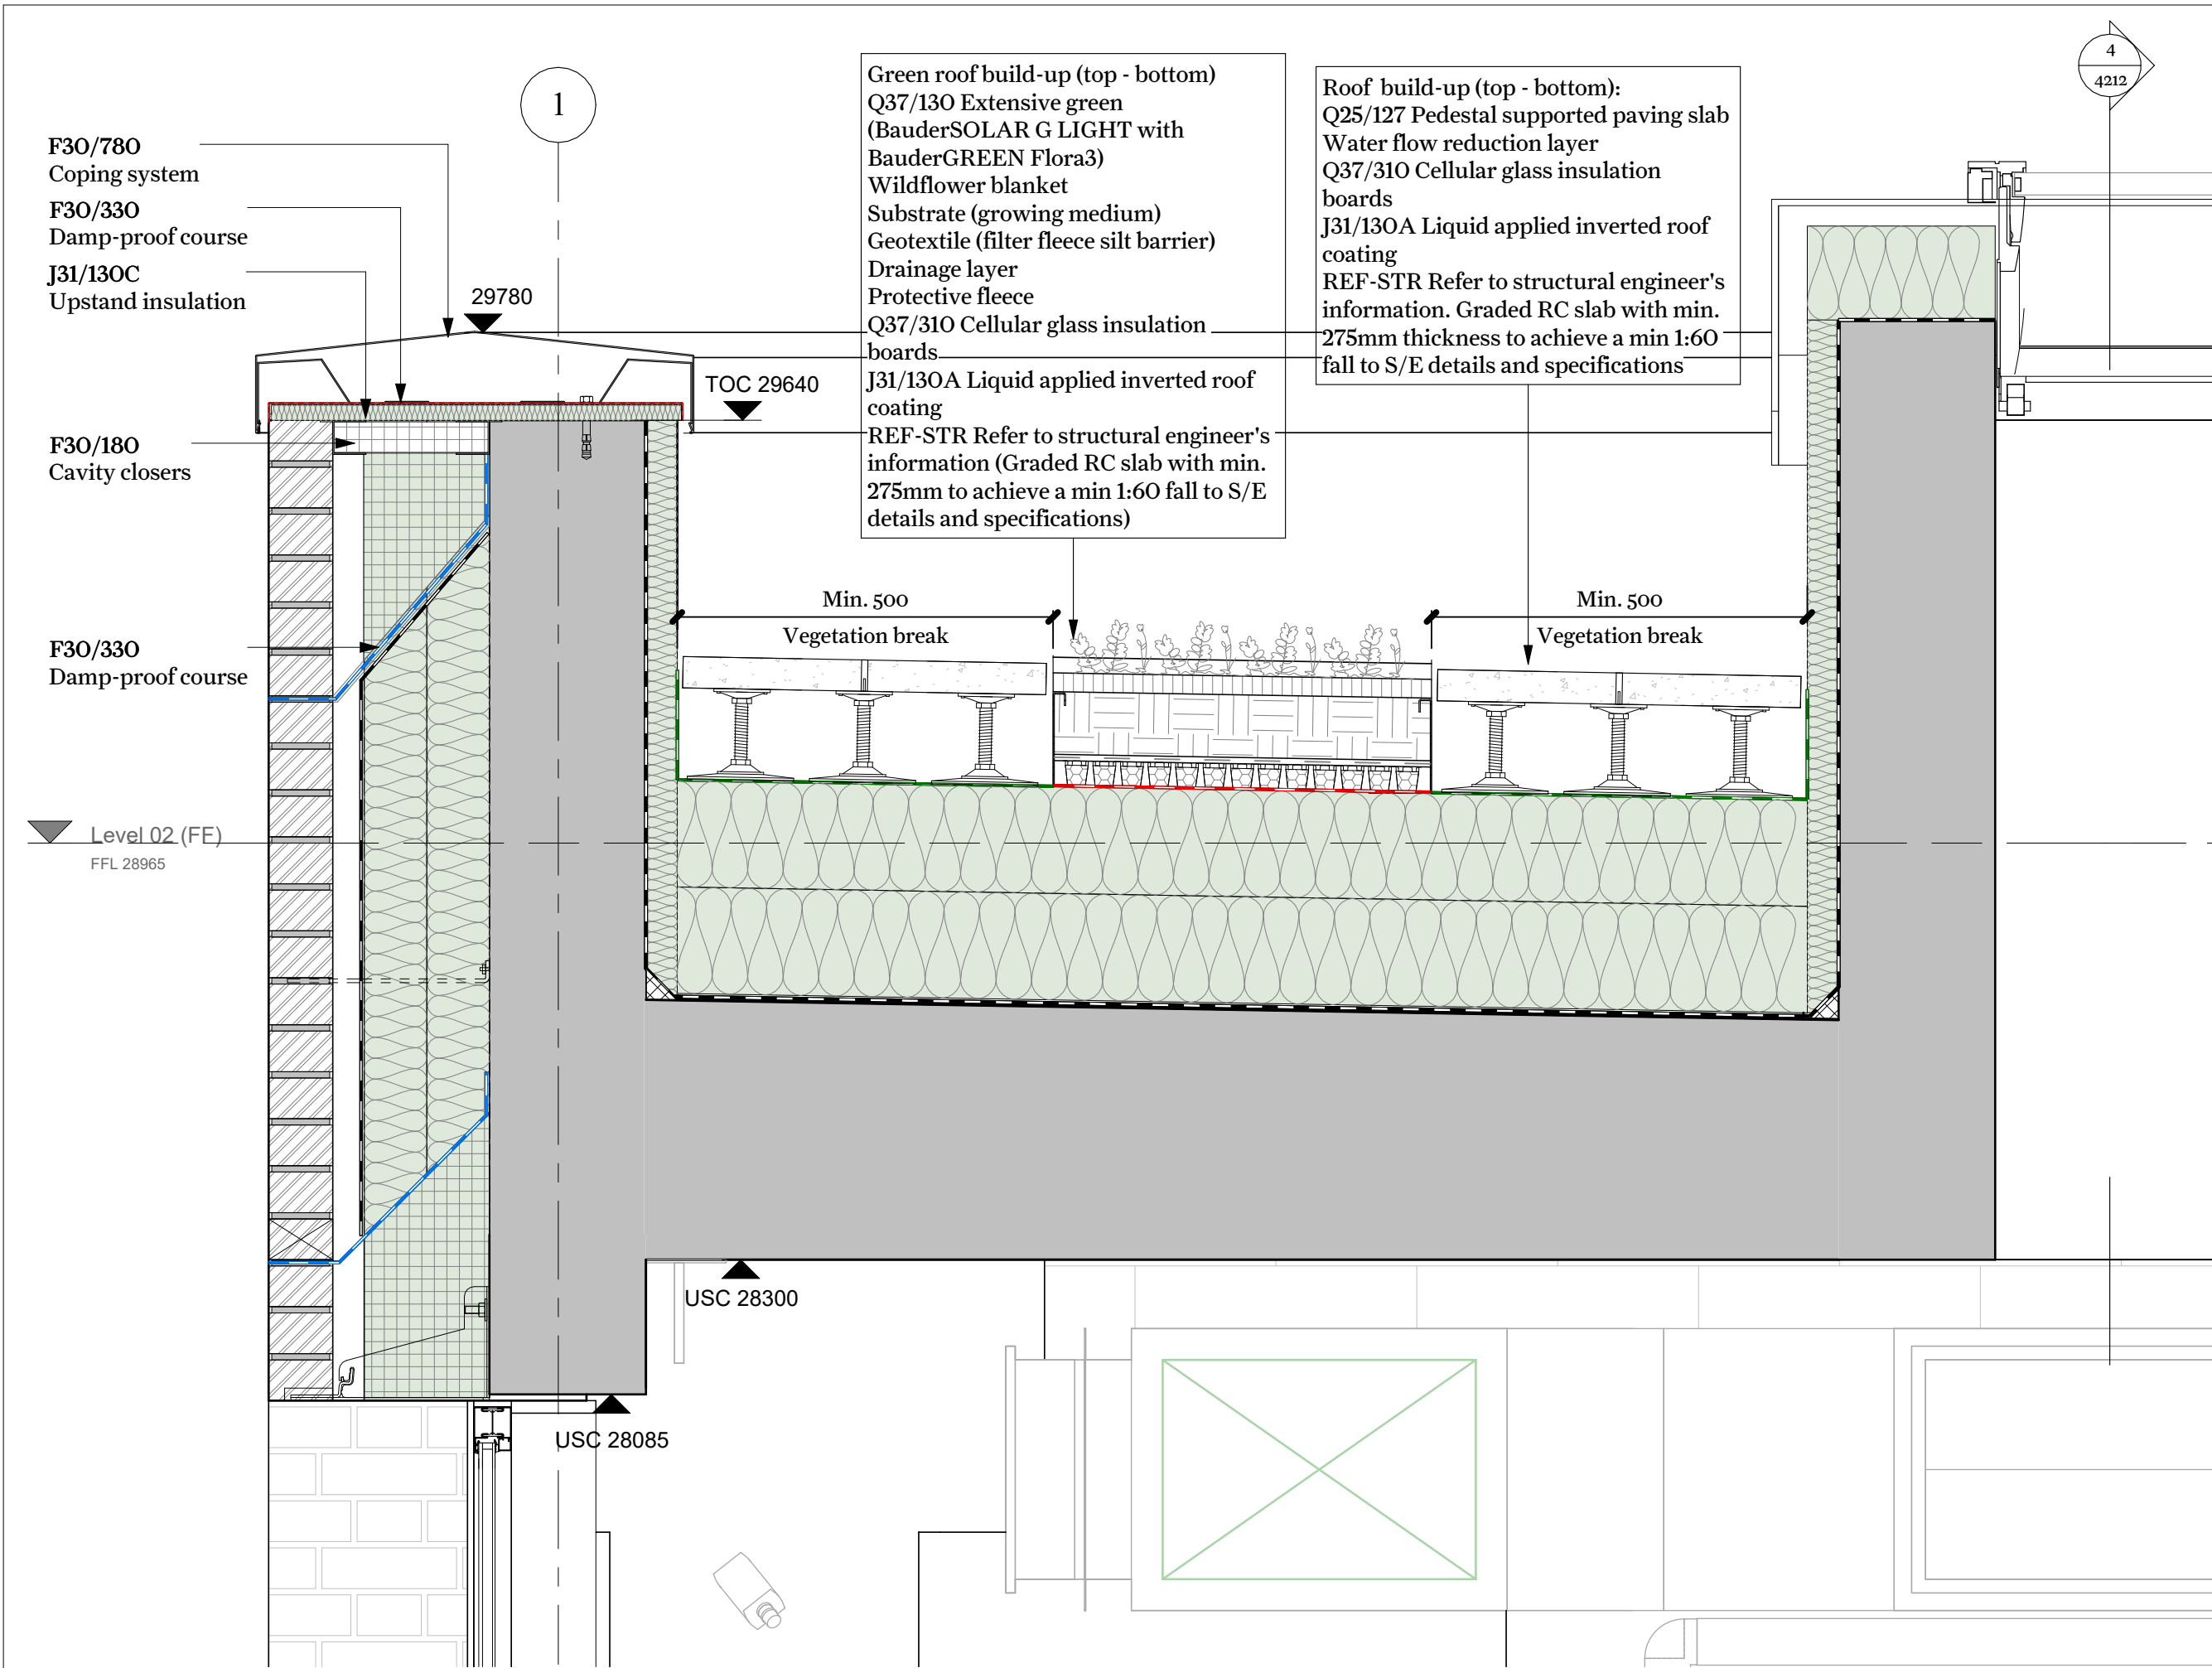 F30/780
Coping system
F30/330
Damp-proof course
J31/130C
Upstand insulation
F30/180
Cavity closers
F30/330
Damp-proof course
1
29780
TOC 29640
Green roof build-up (top - bottom)
Q37/130 Extensive green
(BauderSOLAR G LIGHT with
BauderGREEN Flora3)
Wildflower blanket
Substrate (growing medium)
Geotextile (filter fleece silt barrier)
Drainage layer
Protective fleece
Q37/310 Cellular glass insulation
boards
J31/130A Liquid applied inverted roof
coating
REF-STR Refer to structural engineer's
information (Graded RC slab with min.
275mm to achieve a min 1:60 fall to S/E
details and specifications)
Roof build-up (top - bottom):
Q25/127 Pedestal supported paving slab
Water flow reduction layer
Q37/310 Cellular glass insulation
boards
J31/130A Liquid applied inverted roof
coating
REF-STR Refer to structural engineer's
information. Graded RC slab with min.
275mm thickness to achieve a min 1:60
fall to S/E details and specifications
4
4212
Min. 500
Vegetation break
Min. 500
Vegetation break
Level 02 (FE)
FFL 28965
USC 28300
USC 28085